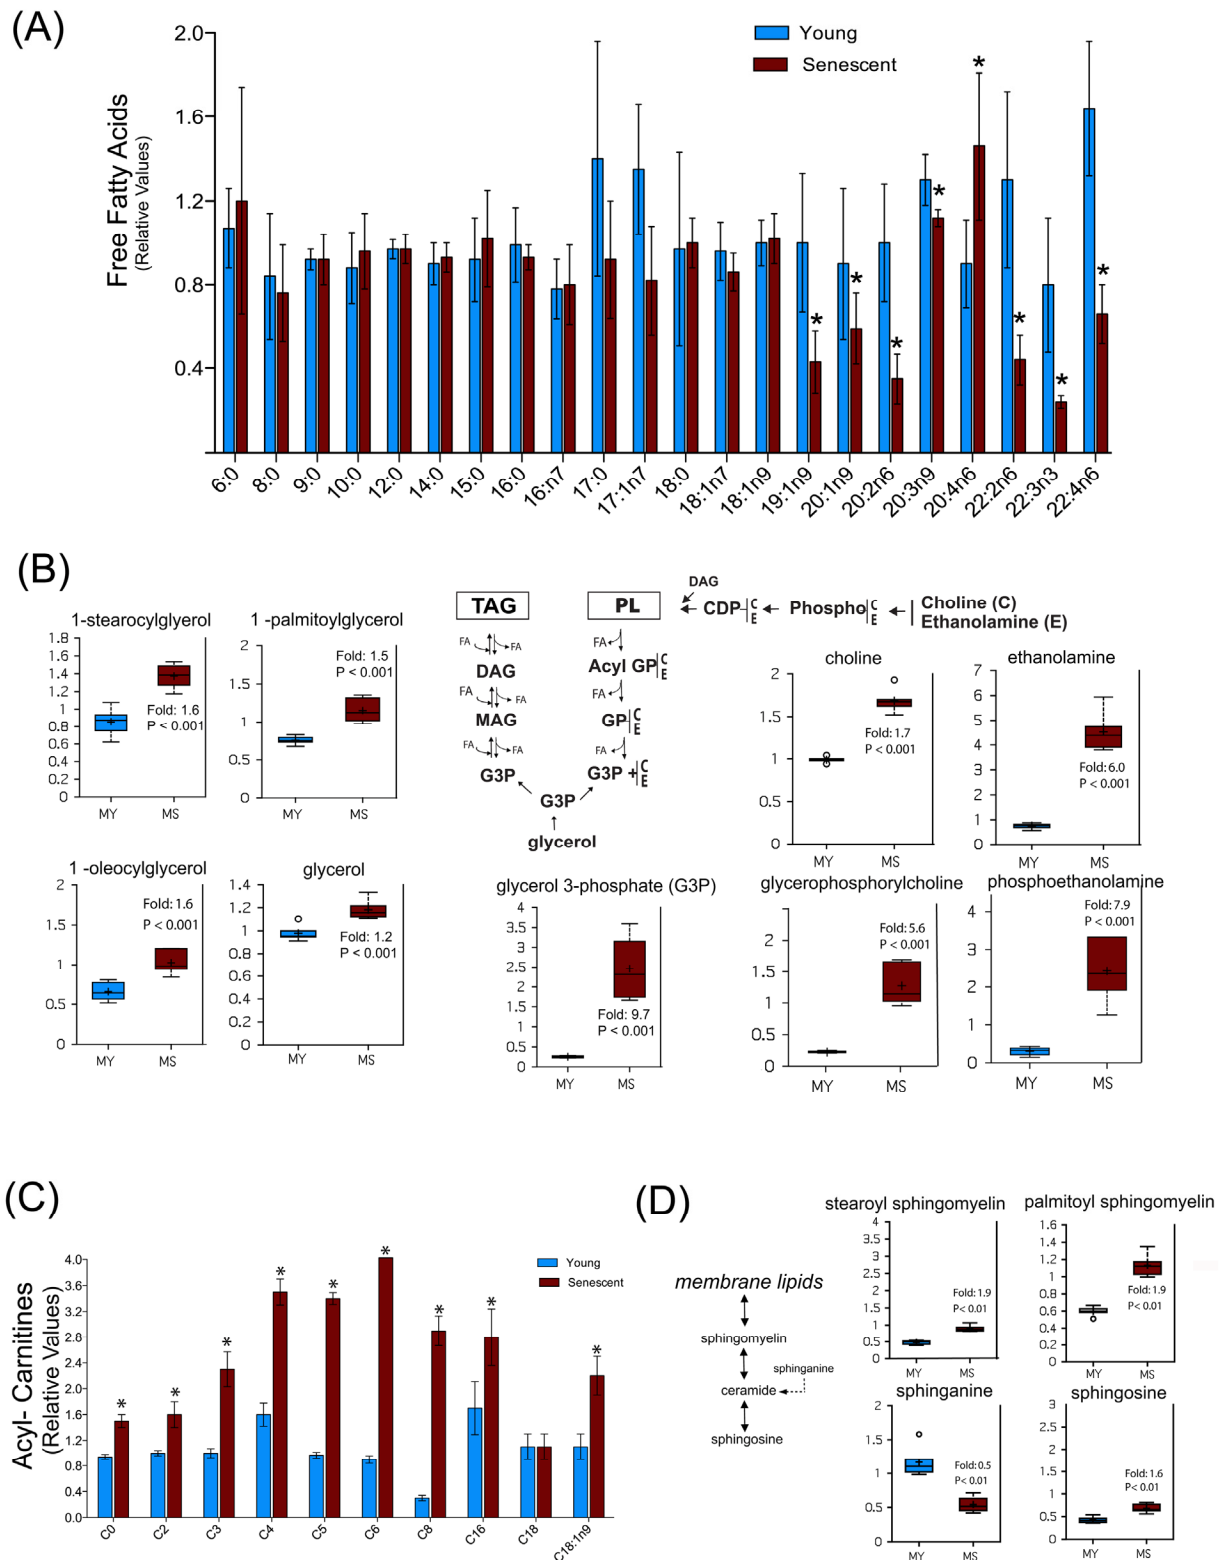 (A)
Free Fatty Acids
(Relative Values)
2.0
1.6
1.2
0.8
0.4
Young
Senescent
* * * * * * * *
6:0 8:0 9:0 10:0 12:0 14:0 15:0 16:0 16:n7 17:0 17:1n7 18:0 18:1n7 18:1n9 19:1n9 20:1n9 20:2n6 20:3n9 20:4n6 22:2n6 22:3n3 22:4n6
(B)
1-stearocylglyerol
1.8
1.6
1.4
1.2
1
0.8
0.6
0.4
0.2
0
Fold: 1.6
P < 0.001
MY MS
1 -palmitoylglycerol
2
1.5
1
0.5
0
Fold: 1.5
P < 0.001
MY MS
1 -oleocylglycerol
2
1.5
1
0.5
0
Fold: 1.6
P < 0.001
MY MS
glycerol
1.4
1.2
1
0.8
0.6
0.4
0.2
0
Fold: 1.2
P < 0.001
MY MS
TAG
FA FA
DAG
FA FA
MAG
FA FA
G3P
G3P
glycerol
PL
FA
Acyl GP C E
FA
GP C E
FA
G3P + C E
DAG
CDP C E
Phospho C E
Choline (C)
Ethanolamine (E)
glycerol 3-phosphate (G3P)
4
3.5
3
2.5
2
1.5
1
0.5
0
Fold: 9.7
P < 0.001
MY MS
choline
2
1.5
1
0.5
0
Fold: 1.7
P < 0.001
MY MS
ethanolamine
7
6
5
4
3
2
1
0
Fold: 6.0
P < 0.001
MY MS
glycerophosphorylcholine
2
1.5
1
0.5
0
Fold: 5.6
P < 0.001
MY MS
phosphoethanolamine
4
3
2
1
0
Fold: 7.9
P < 0.001
MY MS
(C)
Acyl- Carnitines
(Relative Values)
4.0
3.6
3.2
2.8
2.4
2.0
1.6
1.2
0.8
0.4
0.0
Young
Senescent
* * * * * * * * *
C0 C2 C3 C4 C5 C6 C8 C16 C18 C18:1n9
(D)
membrane lipids
sphingomyelin
sphinganine
ceramide
sphingosine
stearoyl sphingomyelin
4
3.5
3
2.5
2
1.5
1
0.5
0
Fold: 1.9
P< 0.01
MY MS
palmitoyl sphingomyelin
1.6
1.4
1.2
1
0.8
0.6
0.4
0.2
0
Fold: 1.9
P< 0.01
MY MS
sphinganine
2
1.5
1
0.5
0
Fold: 0.5
P< 0.01
MY MS
sphingosine
3
2.5
2
1.5
1
0.5
0
Fold: 1.6
P< 0.01
MY MS